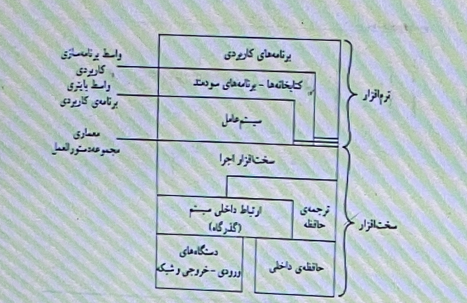 برنامه‌های کاربردی
کتابخانه‌ها - برنامه‌های سودمند
سیستم عامل
سخت‌افزار اجرا
ارتباط داخلی سیستم
(گذرگاه)
ترجمه‌ی
حافظه
دستگاه‌های
ورودی - خروجی و شبکه
حافظه‌ی داخلی
واسط برنامه‌سازی
کاربردی
واسط باینری
برنامه‌ی کاربردی
معماری
مجموعه‌دستورالعمل
نرم‌افزار
سخت‌افزار